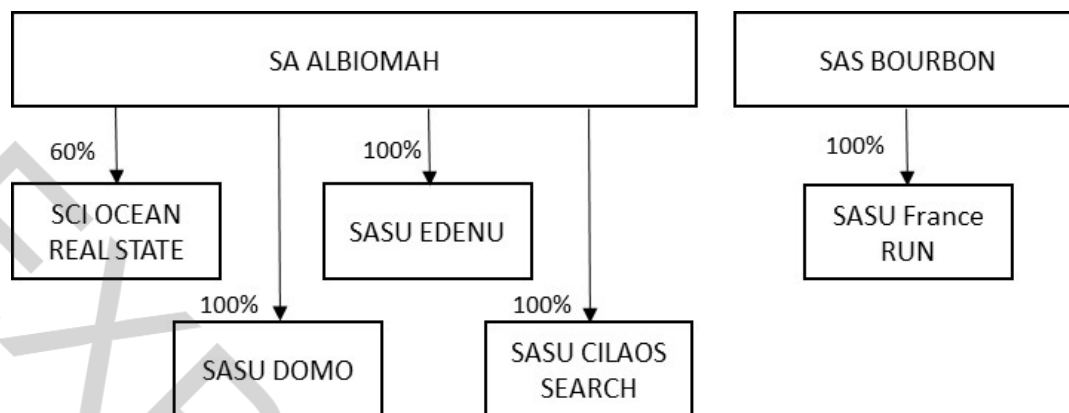 SA ALBIOMAH
SAS BOURBON
60%
100%
100%
SCI OCEAN
REAL STATE
SASU EDENU
SASU France
RUN
100%
100%
SASU DOMO
SASU CILAOS
SEARCH